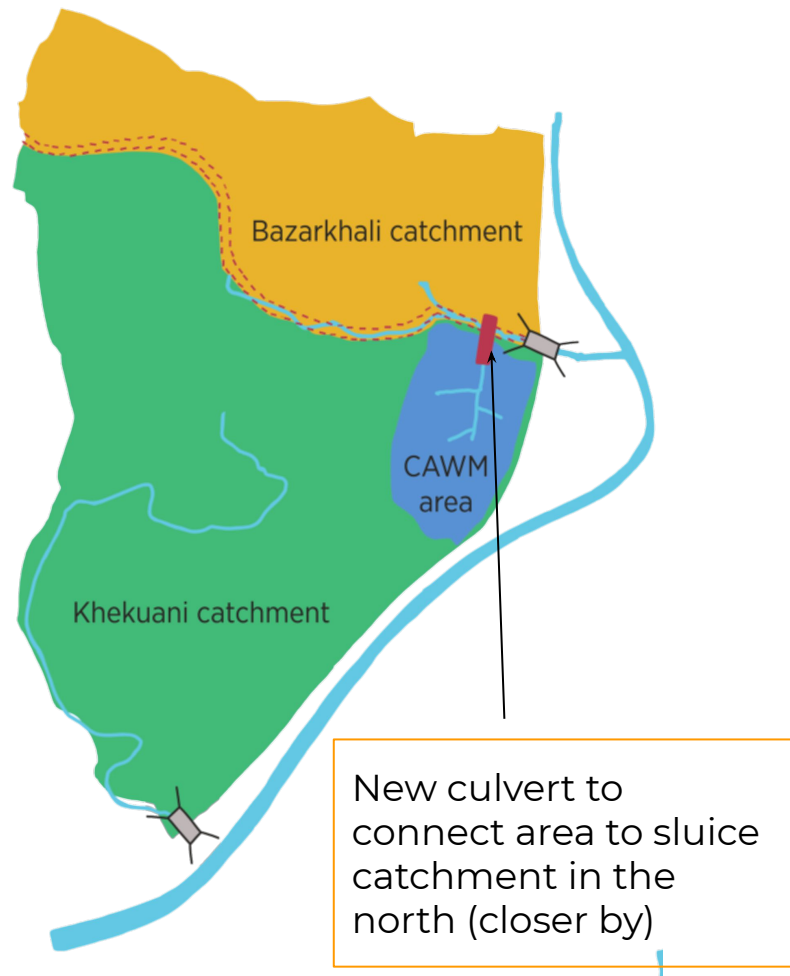 Bazarkhali catchment
CAWM
area
Khekuani catchment
New culvert to
connect area to sluice
catchment in the
north (closer by)